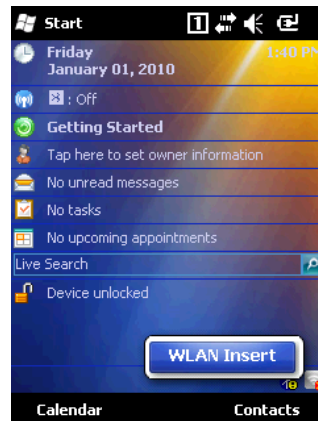 Start 1
Friday 1:40 PM
January 01, 2010
: Off
Getting Started
Tap here to set owner information
No unread messages
No tasks
No upcoming appointments
Live Search
Device unlocked
WLAN Insert
Calendar Contacts